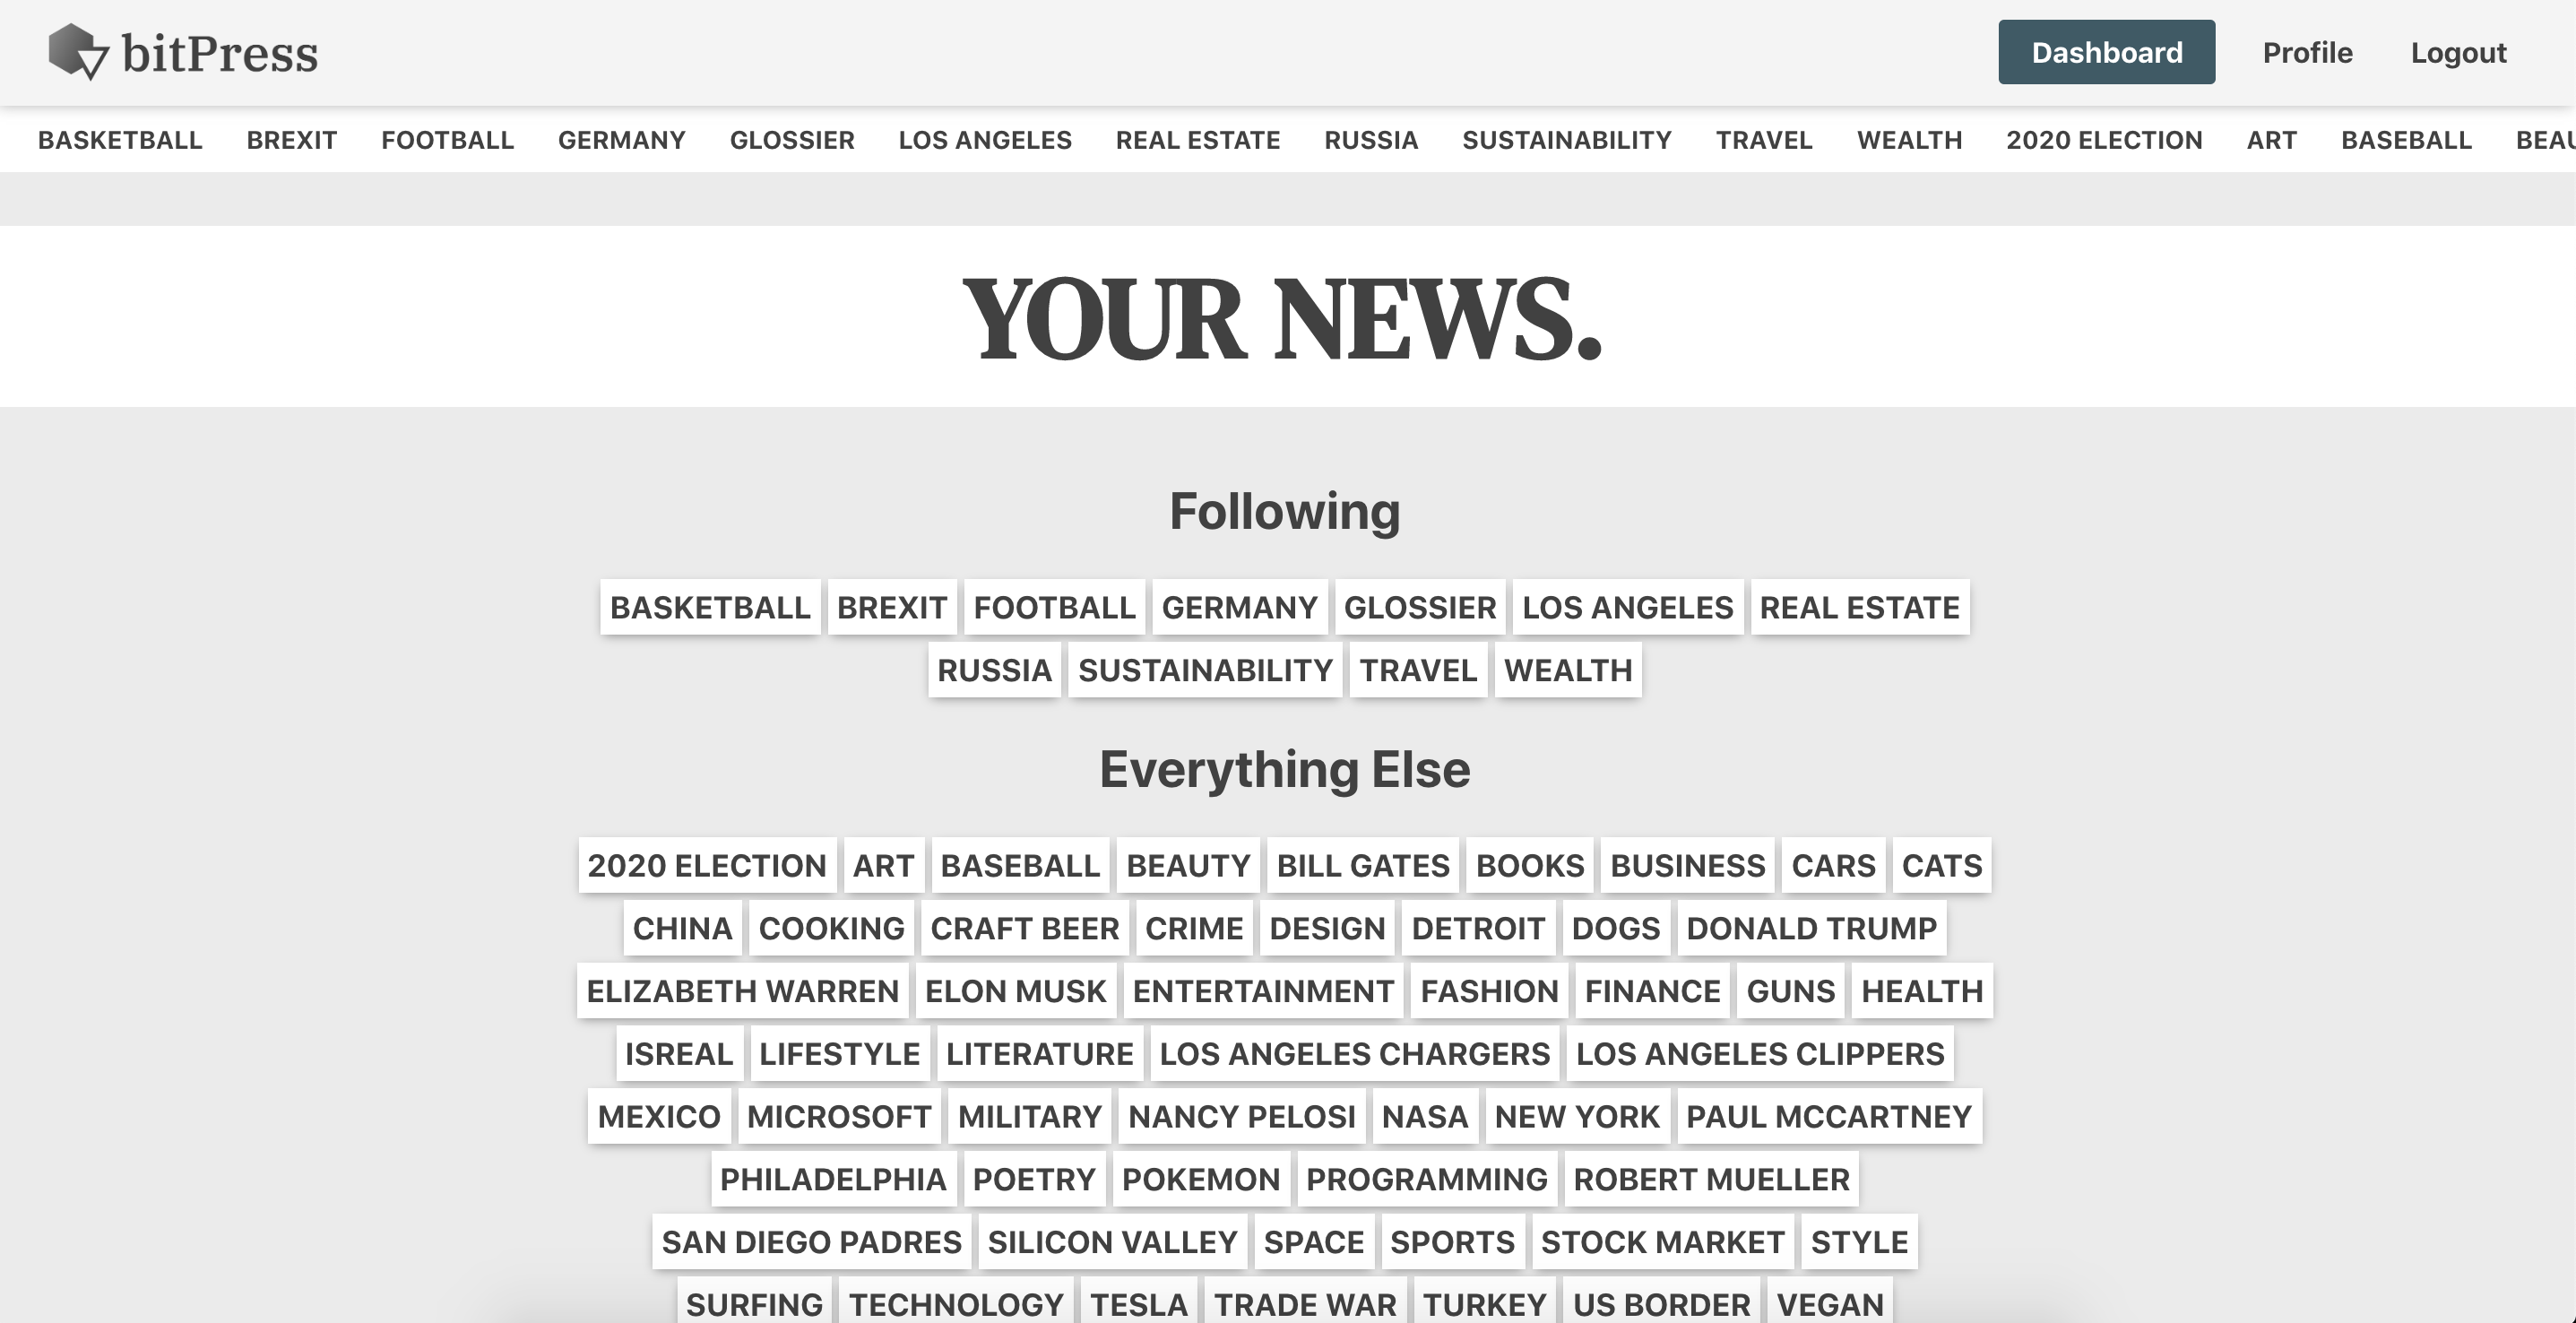 bitPress Dashboard Profile Logout
BASKETBALL BREXIT FOOTBALL GERMANY GLOSSIER LOS ANGELES REAL ESTATE RUSSIA SUSTAINABILITY TRAVEL WEALTH 2020 ELECTION ART BASEBALL
YOUR NEWS.
Following
BASKETBALL BREXIT FOOTBALL GERMANY GLOSSIER LOS ANGELES REAL ESTATE
RUSSIA SUSTAINABILITY TRAVEL WEALTH
Everything Else
2020 ELECTION ART BASEBALL BEAUTY BILL GATES BOOKS BUSINESS CARS CATS
CHINA COOKING CRAFT BEER CRIME DESIGN DETROIT DOGS DONALD TRUMP
ELIZABETH WARREN ELON MUSK ENTERTAINMENT FASHION FINANCE GUNS HEALTH
ISREAL LIFESTYLE LITERATURE LOS ANGELES CHARGERS LOS ANGELES CLIPPERS
MEXICO MICROSOFT MILITARY NANCY PELOSI NASA NEW YORK PAUL MCCARTNEY
PHILADELPHIA POETRY POKEMON PROGRAMMING ROBERT MUELLER
SAN DIEGO PADRES SILICON VALLEY SPACE SPORTS STOCK MARKET STYLE
SURFING TECHNOLOGY TESLA TRADE WAR TURKEY US BORDER VEGAN